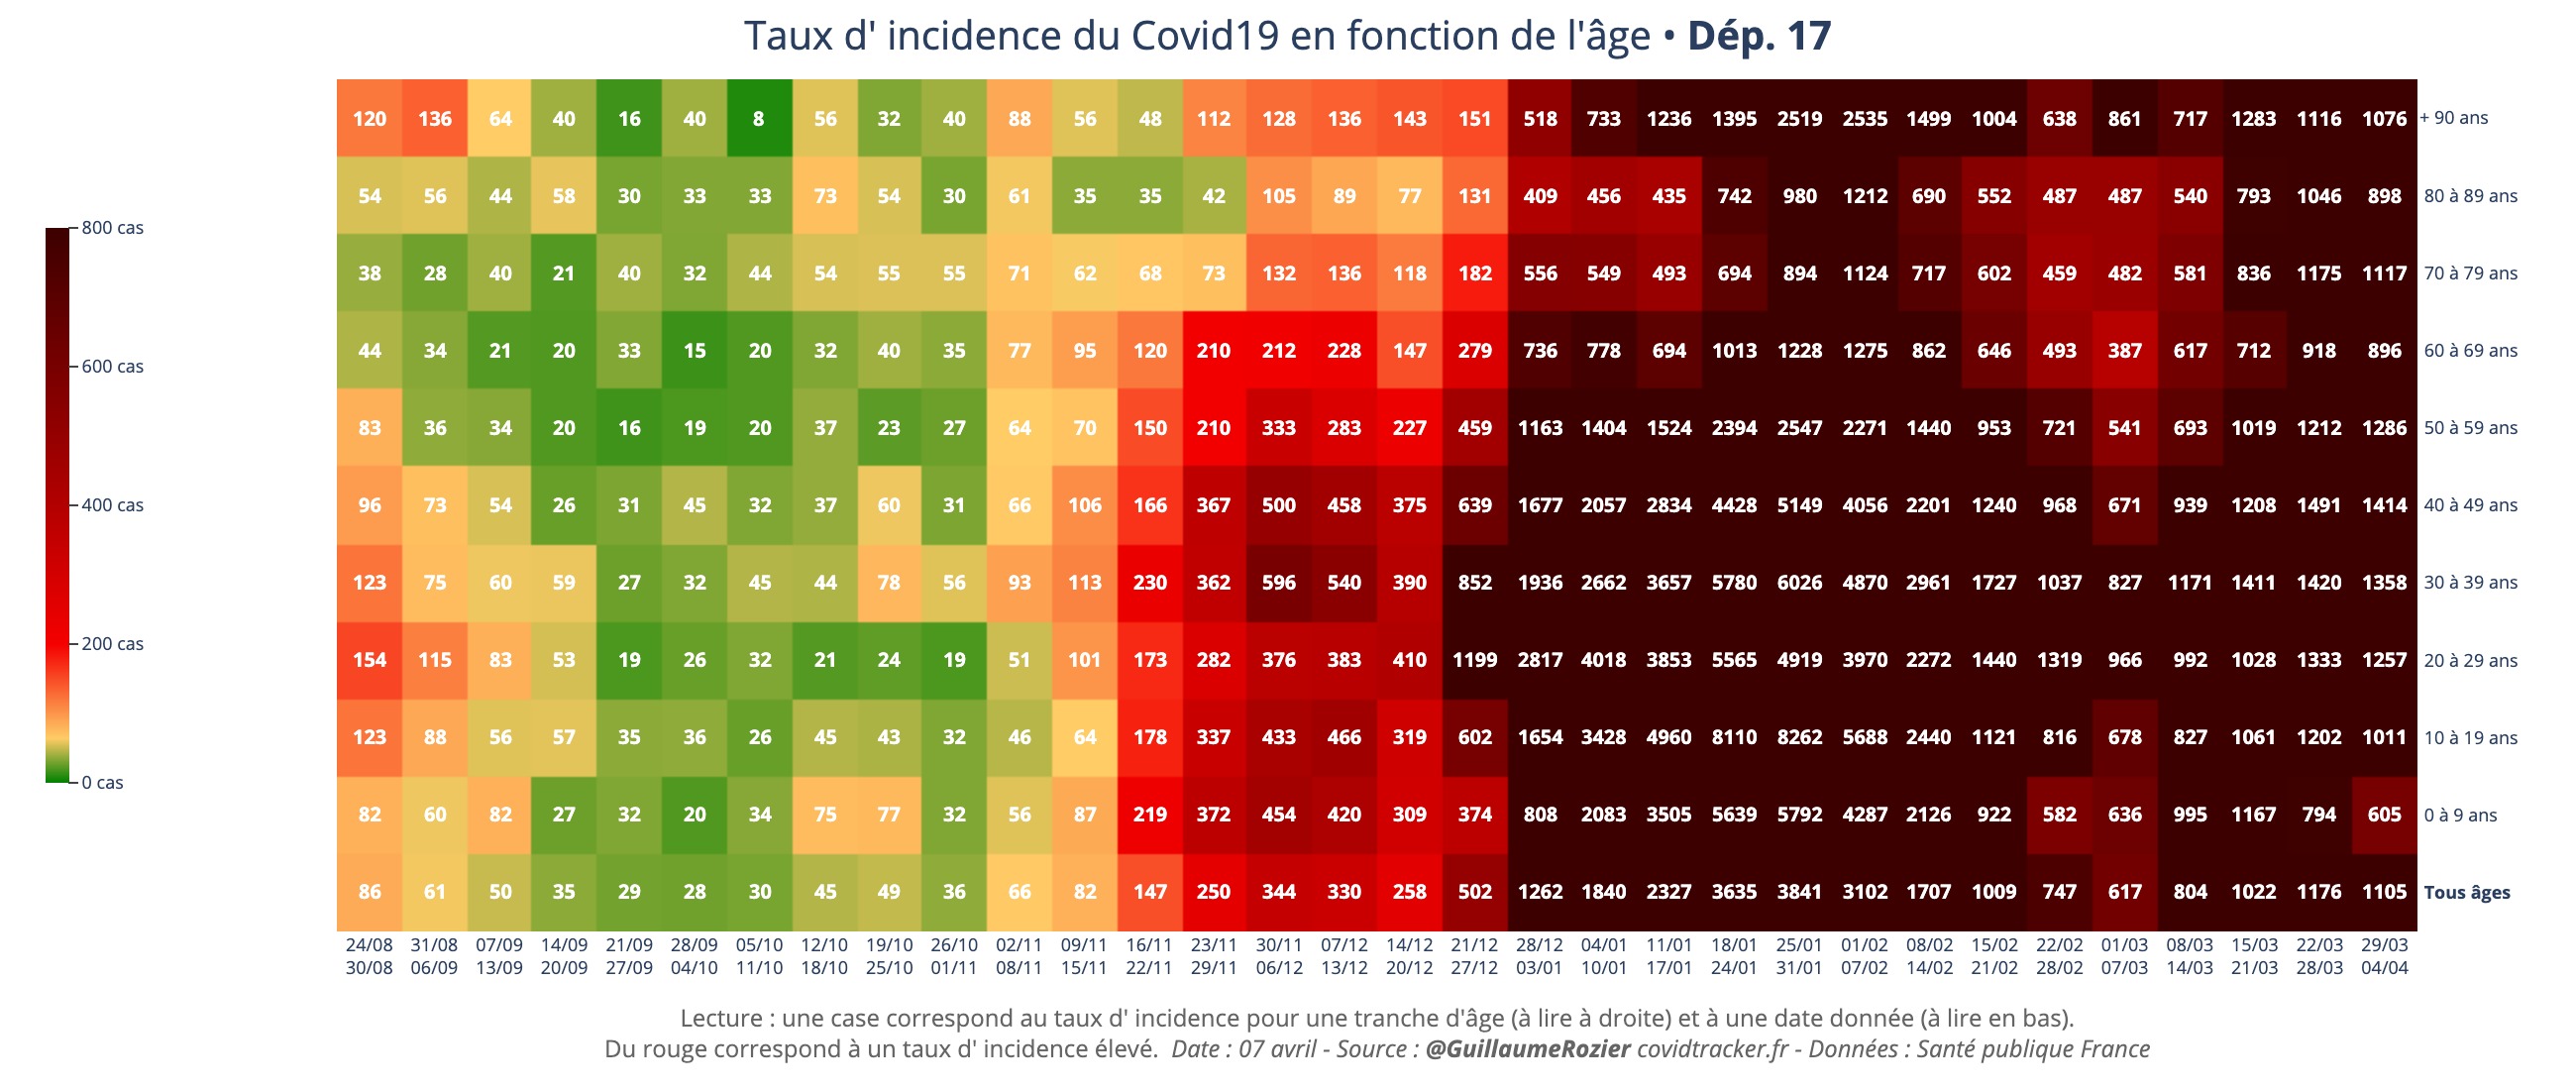 Taux d' incidence du Covid19 en fonction de l'âge • Dép. 17
120 136 64 40 16 40 8 56 32 40 88 56 48 112 128 136 143 151 518 733 1236 1395 2519 2535 1499 1004 638 861 717 1283 1116 1076 + 90 ans
54 56 44 58 30 33 33 73 54 30 61 35 35 42 105 89 77 131 409 456 435 742 980 1212 690 552 487 487 540 793 1046 898 80 à 89 ans
800 cas
38 28 40 21 40 32 44 54 55 55 71 62 68 73 132 136 118 182 556 549 493 694 894 1124 717 602 459 482 581 836 1175 1117 70 à 79 ans
44 34 21 20 33 15 20 32 40 35 77 95 120 210 212 228 147 279 736 778 694 1013 1228 1275 862 646 493 387 617 712 918 896 60 à 69 ans
600 cas
83 36 34 20 16 19 20 37 23 27 64 70 150 210 333 283 227 459 1163 1404 1524 2394 2547 2271 1440 953 721 541 693 1019 1212 1286 50 à 59 ans
400 cas
96 73 54 26 31 45 32 37 60 31 66 106 166 367 500 458 375 639 1677 2057 2834 4428 5149 4056 2201 1240 968 671 939 1208 1491 1414 40 à 49 ans
123 75 60 59 27 32 45 44 78 56 93 113 230 362 596 540 390 852 1936 2662 3657 5780 6026 4870 2961 1727 1037 827 1171 1411 1420 1358 30 à 39 ans
200 cas
154 115 83 53 19 26 32 21 24 19 51 101 173 282 376 383 410 1199 2817 4018 3853 5565 4919 3970 2272 1440 1319 966 992 1028 1333 1257 20 à 29 ans
123 88 56 57 35 36 26 45 43 32 46 64 178 337 433 466 319 602 1654 3428 4960 8110 8262 5688 2440 1121 816 678 827 1061 1202 1011 10 à 19 ans
0 cas
82 60 82 27 32 20 34 75 77 32 56 87 219 372 454 420 309 374 808 2083 3505 5639 5792 4287 2126 922 582 636 995 1167 794 605 0 à 9 ans
86 61 50 35 29 28 30 45 49 36 66 82 147 250 344 330 258 502 1262 1840 2327 3635 3841 3102 1707 1009 747 617 804 1022 1176 1105 Tous âges
24/08 31/08 07/09 14/09 21/09 28/09 05/10 12/10 19/10 26/10 02/11 09/11 16/11 23/11 30/11 07/12 14/12 21/12 28/12 04/01 11/01 18/01 25/01 01/02 08/02 15/02 22/02 01/03 08/03 15/03 22/03 29/03
30/08 06/09 13/09 20/09 27/09 04/10 11/10 18/10 25/10 01/11 08/11 15/11 22/11 29/11 06/12 13/12 20/12 27/12 03/01 10/01 17/01 24/01 31/01 07/02 14/02 21/02 28/02 07/03 14/03 21/03 28/03 04/04
Lecture : une case correspond au taux d' incidence pour une tranche d'âge (à lire à droite) et à une date donnée (à lire en bas).
Du rouge correspond à un taux d' incidence élevé. Date : 07 avril - Source : @GuillaumeRozier covidtracker.fr - Données : Santé publique France